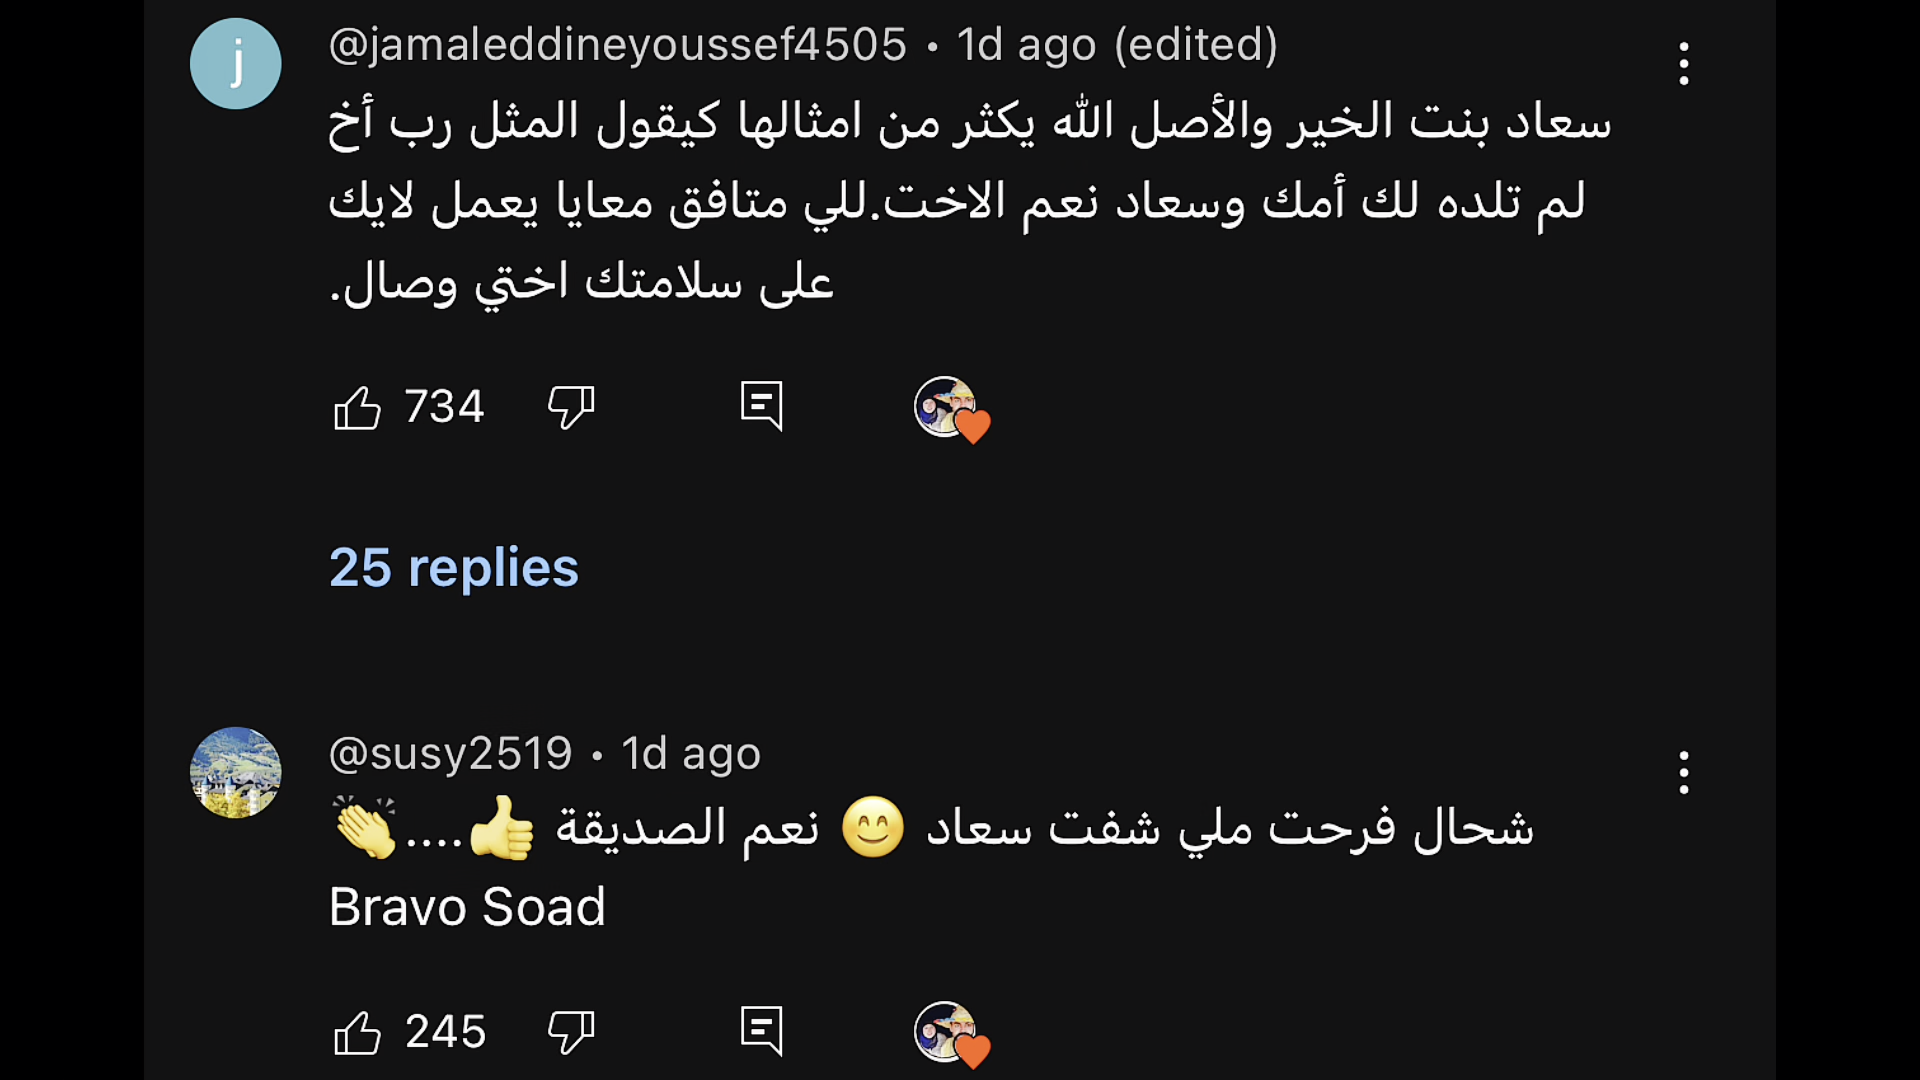 @jamaleddineyoussef4505 • 1d ago (edited)
سعاد بنت الخير والأصل الله يكثر من امثالها كيقول المثل رب أخ
لم تلده لك أمك وسعاد نعم الاخت.للي متافق معايا يعمل لايك
على سلامتك اختي وصال.
734
25 replies
@susy2519 • 1d ago
شحال فرحت ملي شفت سعاد 😊 نعم الصديقة 👍....👏
Bravo Soad
245